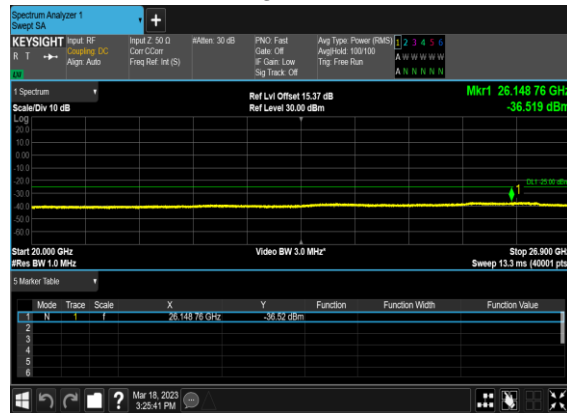 Spectrum Analyzer 1
Swept SA
+
KEYSIGHT Input: RF Input Z: 50 Ω #Atten: 30 dB PNO: Fast Avg Type: Power (RMS) 1 2 3 4 5 6
R T Coupling: DC Corr CCorr Gate: Off Avg|Hold: 100/100 A W W W W W
Align: Auto Freq Ref: Int (S) IF Gain: Low Trig: Free Run
Sig Track: Off A N N N N N
1 Spectrum Ref Lvl Offset 15.37 dB Mkr1 26.148 76 GHz
Scale/Div 10 dB Ref Level 30.00 dBm -36.519 dBm
Log
20.0
10.0
0.00
-10.0
-20.0
DL1 -25.00 dBm
-30.0
1
-40.0
-50.0
-60.0
Start 20.000 GHz Video BW 3.0 MHz* Stop 26.900 GHz
#Res BW 1.0 MHz Sweep 13.3 ms (40001 pts
5 Marker Table
Mode Trace Scale X Y Function Function Width Function Value
1 N 1 f 26.148 76 GHz -36.52 dBm
2
3
4
5
6
? Mar 18, 2023
3:25:41 PM